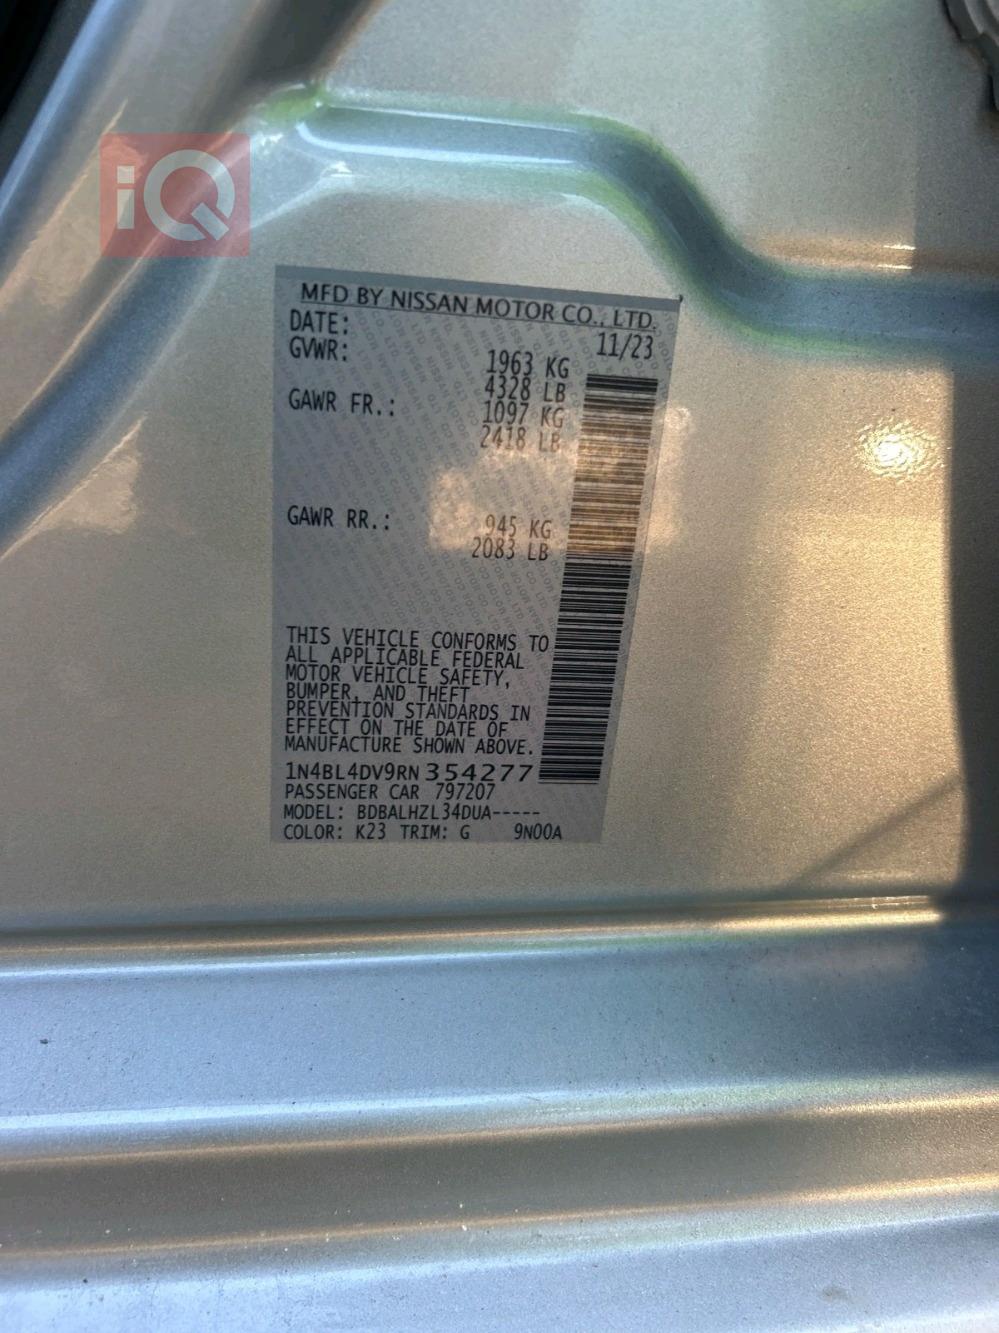 iQ
MFD BY NISSAN MOTOR CO., LTD.
DATE: 11/23
GVWR: 1963 KG
4328 LB
GAWR FR.: 1097 KG
2418 LB
GAWR RR.: 945 KG
2083 LB
THIS VEHICLE CONFORMS TO
ALL APPLICABLE FEDERAL
MOTOR VEHICLE SAFETY,
BUMPER, AND THEFT
PREVENTION STANDARDS IN
EFFECT ON THE DATE OF
MANUFACTURE SHOWN ABOVE.
1N4BL4DV9RN354277
PASSENGER CAR 797207
MODEL: BDBALHZL34DUA-----
COLOR: K23 TRIM: G 9N00A